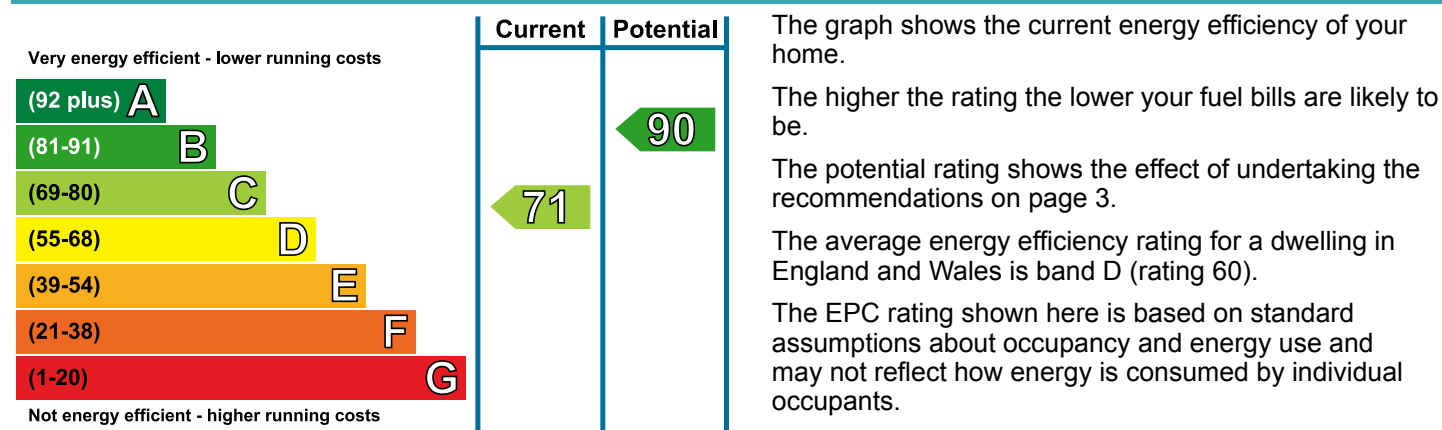 Current Potential
Very energy efficient - lower running costs
(92 plus) A
(81-91) B
90
(69-80) C
71
(55-68) D
(39-54) E
(21-38) F
(1-20) G
Not energy efficient - higher running costs
The graph shows the current energy efficiency of your
home.
The higher the rating the lower your fuel bills are likely to
be.
The potential rating shows the effect of undertaking the
recommendations on page 3.
The average energy efficiency rating for a dwelling in
England and Wales is band D (rating 60).
The EPC rating shown here is based on standard
assumptions about occupancy and energy use and
may not reflect how energy is consumed by individual
occupants.